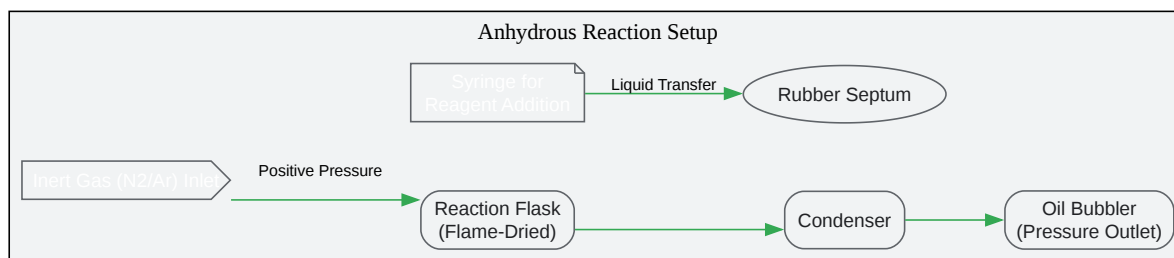 Anhydrous Reaction Setup
Syringe for
Reagent Addition
Liquid Transfer
Rubber Septum
Inert Gas (N2/Ar) Inlet
Positive Pressure
Reaction Flask
(Flame-Dried)
Condenser
Oil Bubbler
(Pressure Outlet)